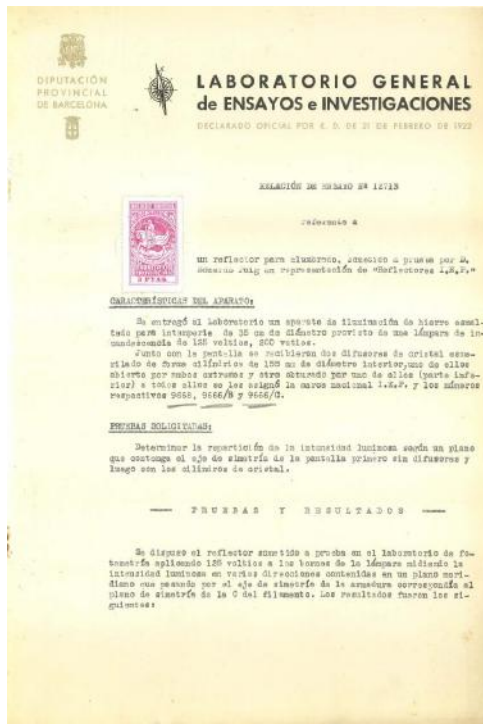 DIPUTACIÓN
PROVINCIAL
DE BARCELONA
LABORATORIO GENERAL
de ENSAYOS e INVESTIGACIONES
DECLARADO OFICIAL POR R. D. DE 21 DE FEBRERO DE 1922
RELACIÓN DE ENSAYO Nº
referente a
un reflector para alumbrado, sometido a prueba por D.
Puig en representación de "Reflectores I.E.P."
5 PTAS.
CARACTERÍSTICAS DEL APARATO:
Se entregó al Laboratorio un aparato de iluminación de hierro esmal-
tado para intemperie de 35 cm de diámetro provisto de una lámpara de in-
candescencia de 125 voltios, 200 vatios.
Junto con la pantalla se recibieron dos difusores de cristal esme-
rilado de forma cilíndrica de 155 mm de diámetro interior, uno de ellos
abierto por ambos extremos y otro obturado por uno de ellos (parte infe-
rior) a todos ellos se les asignó la marca nacional I.E.P. y los números
respectivos 9666, 9666/B y 9666/C.
PRUEBAS SOLICITADAS:
Determinar la repartición de la intensidad luminosa según un plano
que contenga el eje de simetría de la pantalla primero sin difusores y
luego con los cilindros de cristal.
PRUEBAS Y RESULTADOS
Se dispuso el reflector sometido a prueba en el laboratorio de fo-
tometría aplicando 125 voltios a los bornes de la lámpara midiendo la
intensidad luminosa en varias direcciones contenidas en un plano meri-
diano que pasando por el eje de simetría de la armadura correspondía al
plano de simetría de la C del filamento. Los resultados fueron los si-
guientes: